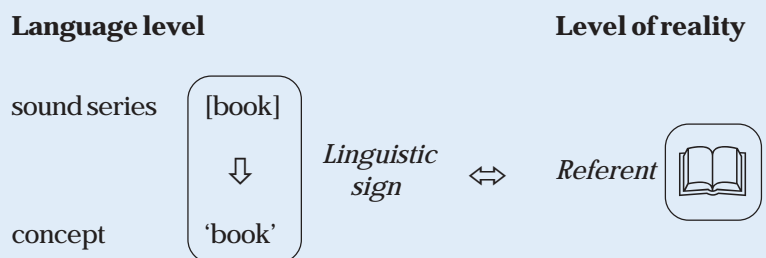 Language level Level of reality
sound series [book]
⇩ Linguistic sign ⇔ Referent
concept ‘book’